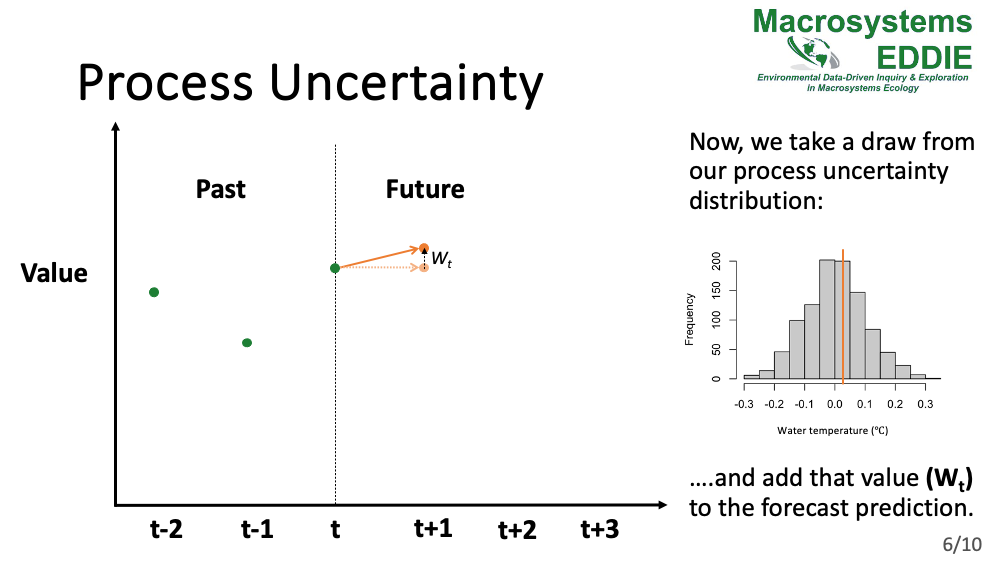 Macrosystems
EDDIE
Environmental Data-Driven Inquiry & Exploration
in Macrosystems Ecology
Process Uncertainty
Past
Future
Value
Wt
t-2
t-1
t
t+1
t+2
t+3
Now, we take a draw from
our process uncertainty
distribution:
Frequency
200
150
100
50
0
-0.3 -0.2 -0.1 0.0 0.1 0.2 0.3
Water temperature (°C)
....and add that value (Wt)
to the forecast prediction.
6/10